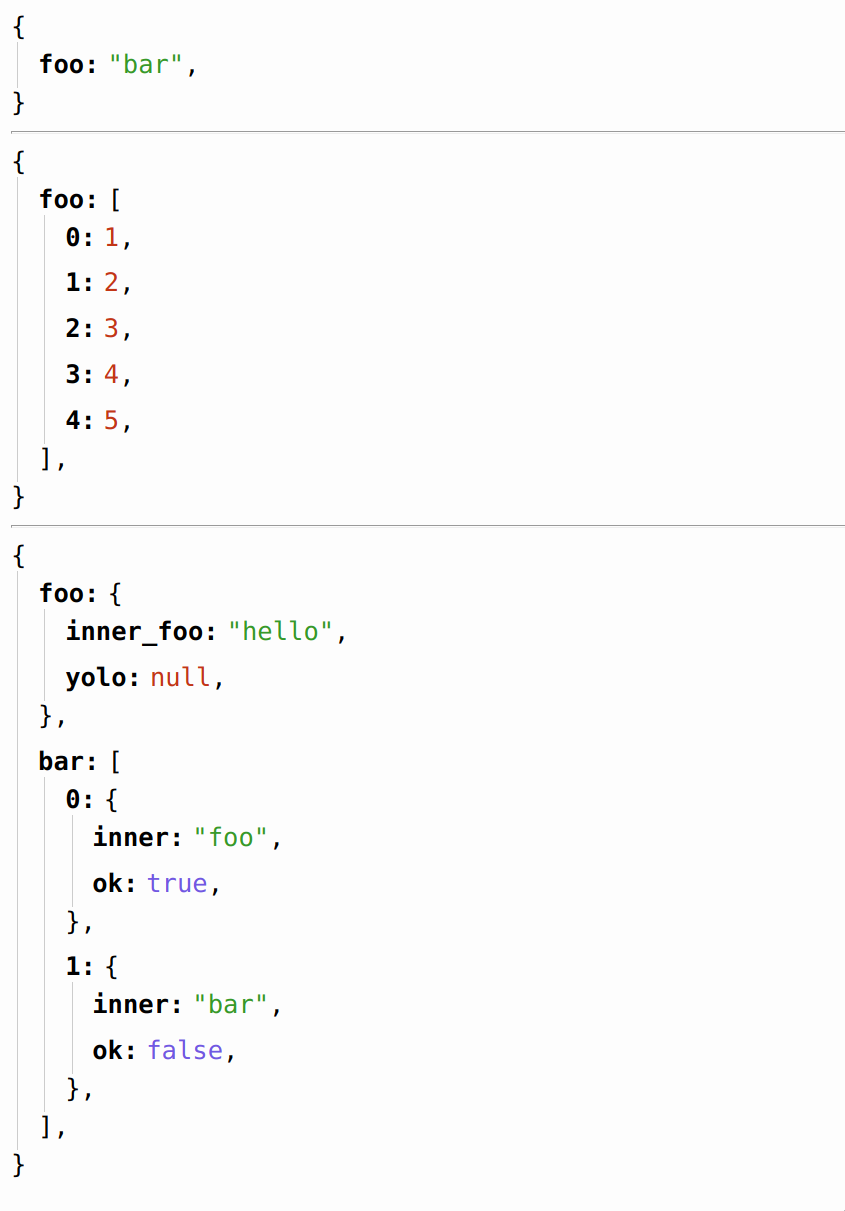 {
foo: "bar",
}
{
foo: [
0: 1,
1: 2,
2: 3,
3: 4,
4: 5,
],
}
{
foo: {
inner_foo: "hello",
yolo: null,
},
bar: [
0: {
inner: "foo",
ok: true,
},
1: {
inner: "bar",
ok: false,
},
],
}